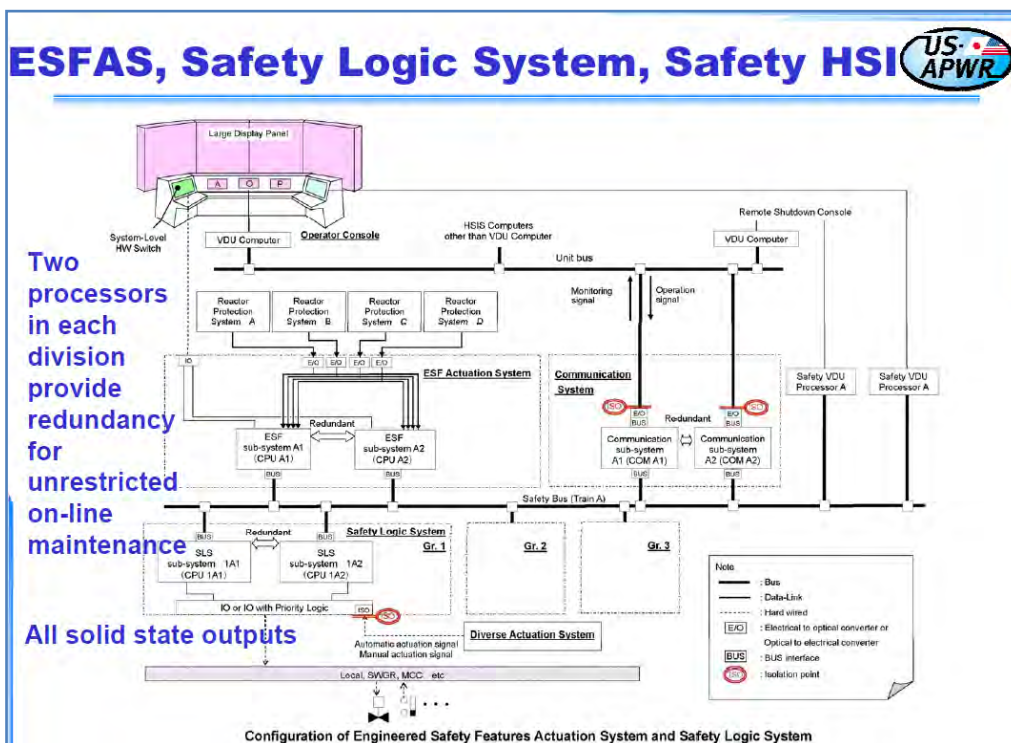 ESFAS, Safety Logic System, Safety HSI
US-
APWR
Large Display Panel
A O P
System-Level
HW Switch
VDU Computer
Operator Console
HSIS Computers
other than VDU Computer
Remote Shutdown Console
VDU Computer
Unit bus
Two
processors
in each
division
provide
redundancy
for
unrestricted
on-line
maintenance
Monitoring
signal
Operation
signal
Reactor
Protection
System A
Reactor
Protection
System B
Reactor
Protection
System C
Reactor
Protection
System D
IO
E/O E/O E/O E/O
ESF Actuation System
Communication
System
Safety VDU
Processor A
Safety VDU
Processor A
ISO
E/O
BUS
Redundant
E/O
BUS
ISO
ESF
sub-system A1
(CPU A1)
Redundant
ESF
sub-system A2
(CPU A2)
Communication
sub-system
A1 (COM A1)
Communication
sub-system
A2 (COM A2)
BUS
BUS
BUS
BUS
Safety Bus (Train A)
BUS
Redundant
BUS
Safety Logic System
Gr. 1
Gr. 2
Gr. 3
SLS
sub-system 1A1
(CPU 1A1)
SLS
sub-system 1A2
(CPU 1A2)
IO or IO with Priority Logic
ISO
ISO
All solid state outputs
Automatic actuation signal
Manual actuation signal
Diverse Actuation System
Local, SWGR, MCC etc
Note
: Bus
: Data-Link
: Hard wired
E/O : Electrical to optical converter or
Optical to electrical converter
BUS : BUS interface
ISO : Isolation point
Configuration of Engineered Safety Features Actuation System and Safety Logic System